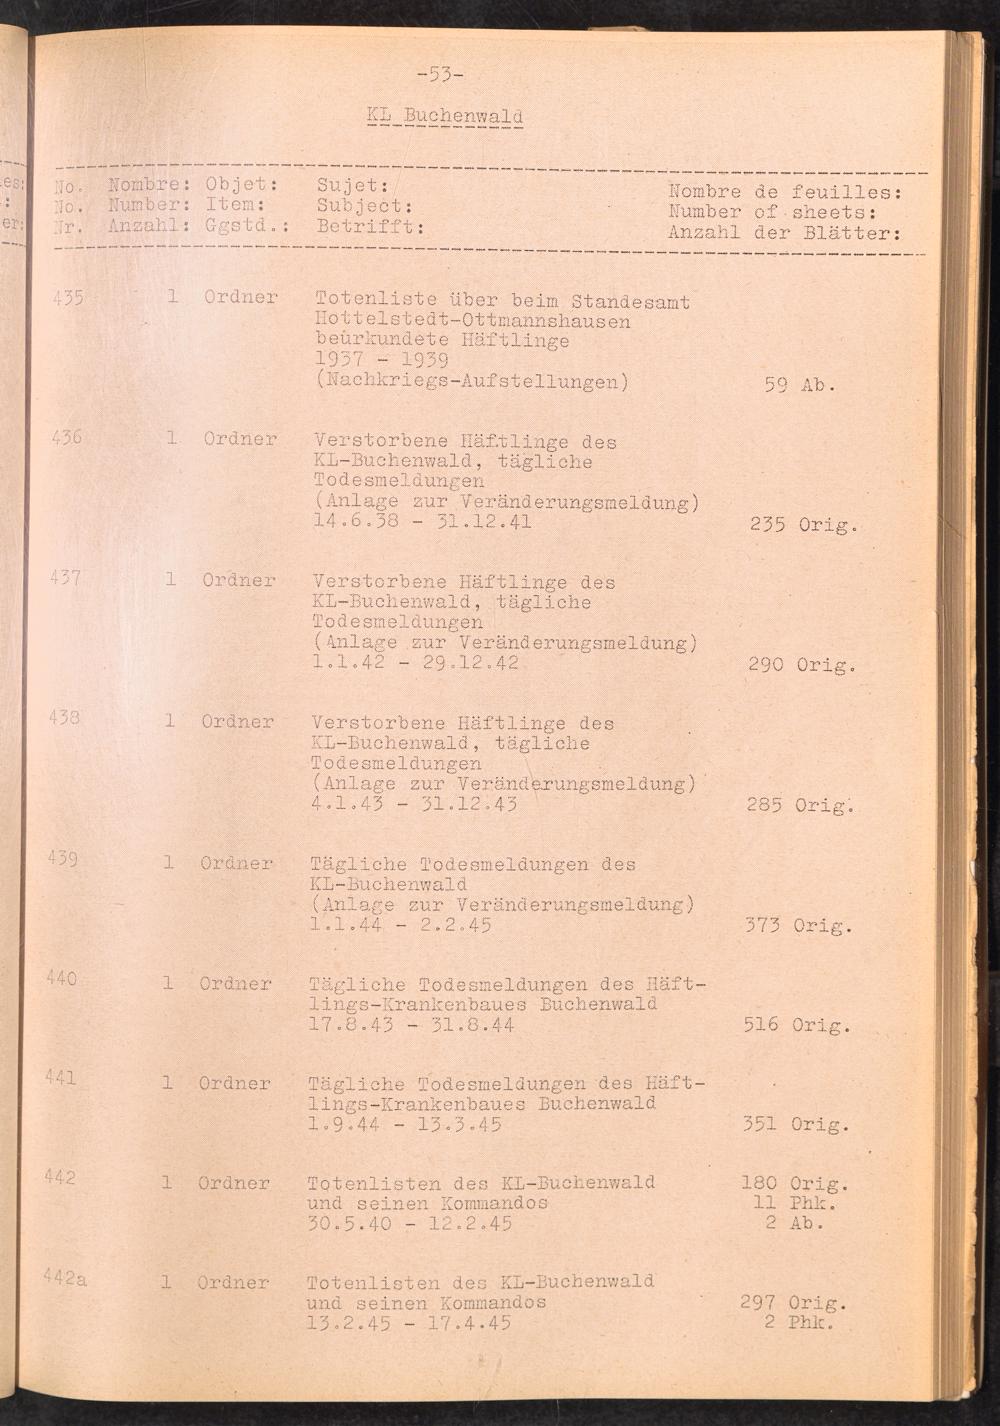 -53-
KL Buchenwald
No. Nombre: Objet: Sujet: Nombre de feuilles:
No. Number: Item: Subject: Number of sheets:
Nr. Anzahl: Ggstd.: Betrifft: Anzahl der Blätter:
435 1 Ordner Totenliste über beim Standesamt
Hottelstedt-Ottmannshausen
beurkundete Häftlinge
1937 - 1939
(Nachkriegs-Aufstellungen) 59 Ab.
436 1 Ordner Verstorbene Häftlinge des
KL-Buchenwald, tägliche
Todesmeldungen
(Anlage zur Veränderungsmeldung)
14.6.38 - 31.12.41 235 Orig.
437 1 Ordner Verstorbene Häftlinge des
KL-Buchenwald, tägliche
Todesmeldungen
(Anlage zur Veränderungsmeldung)
1.1.42 - 29.12.42 290 Orig.
438 1 Ordner Verstorbene Häftlinge des
KL-Buchenwald, tägliche
Todesmeldungen
(Anlage zur Veränderungsmeldung)
4.1.43 - 31.12.43 285 Orig.
439 1 Ordner Tägliche Todesmeldungen des
KL-Buchenwald
(Anlage zur Veränderungsmeldung)
1.1.44 - 2.2.45 373 Orig.
440 1 Ordner Tägliche Todesmeldungen des Häft-
lings-Krankenbaues Buchenwald
17.8.43 - 31.8.44 516 Orig.
441 1 Ordner Tägliche Todesmeldungen des Häft-
lings-Krankenbaues Buchenwald
1.9.44 - 13.3.45 351 Orig.
442 1 Ordner Totenlisten des KL-Buchenwald 180 Orig.
und seinen Kommandos 11 Phk.
30.5.40 - 12.2.45 2 Ab.
442a 1 Ordner Totenlisten des KL-Buchenwald
und seinen Kommandos 297 Orig.
13.2.45 - 17.4.45 2 Phk.